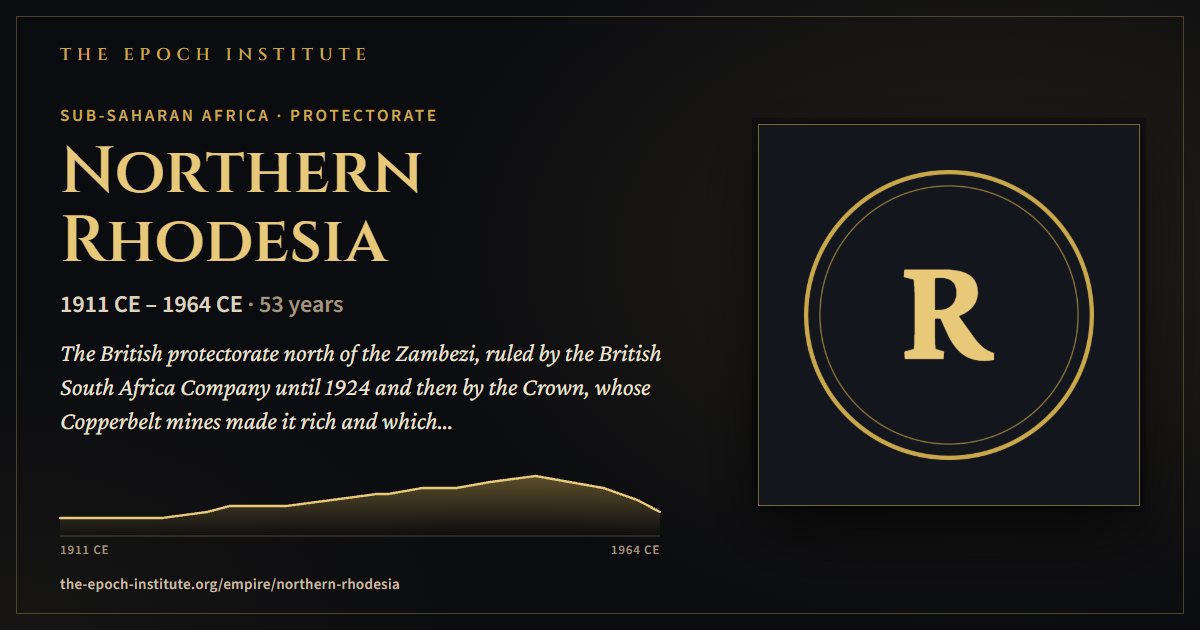 THE EPOCH INSTITUTE
SUB-SAHARAN AFRICA · PROTECTORATE
NORTHERN
RHODESIA
1911 CE – 1964 CE · 53 years
The British protectorate north of the Zambezi, ruled by the British
South Africa Company until 1924 and then by the Crown, whose
Copperbelt mines made it rich and which...
R
1911 CE
1964 CE
the-epoch-institute.org/empire/northern-rhodesia